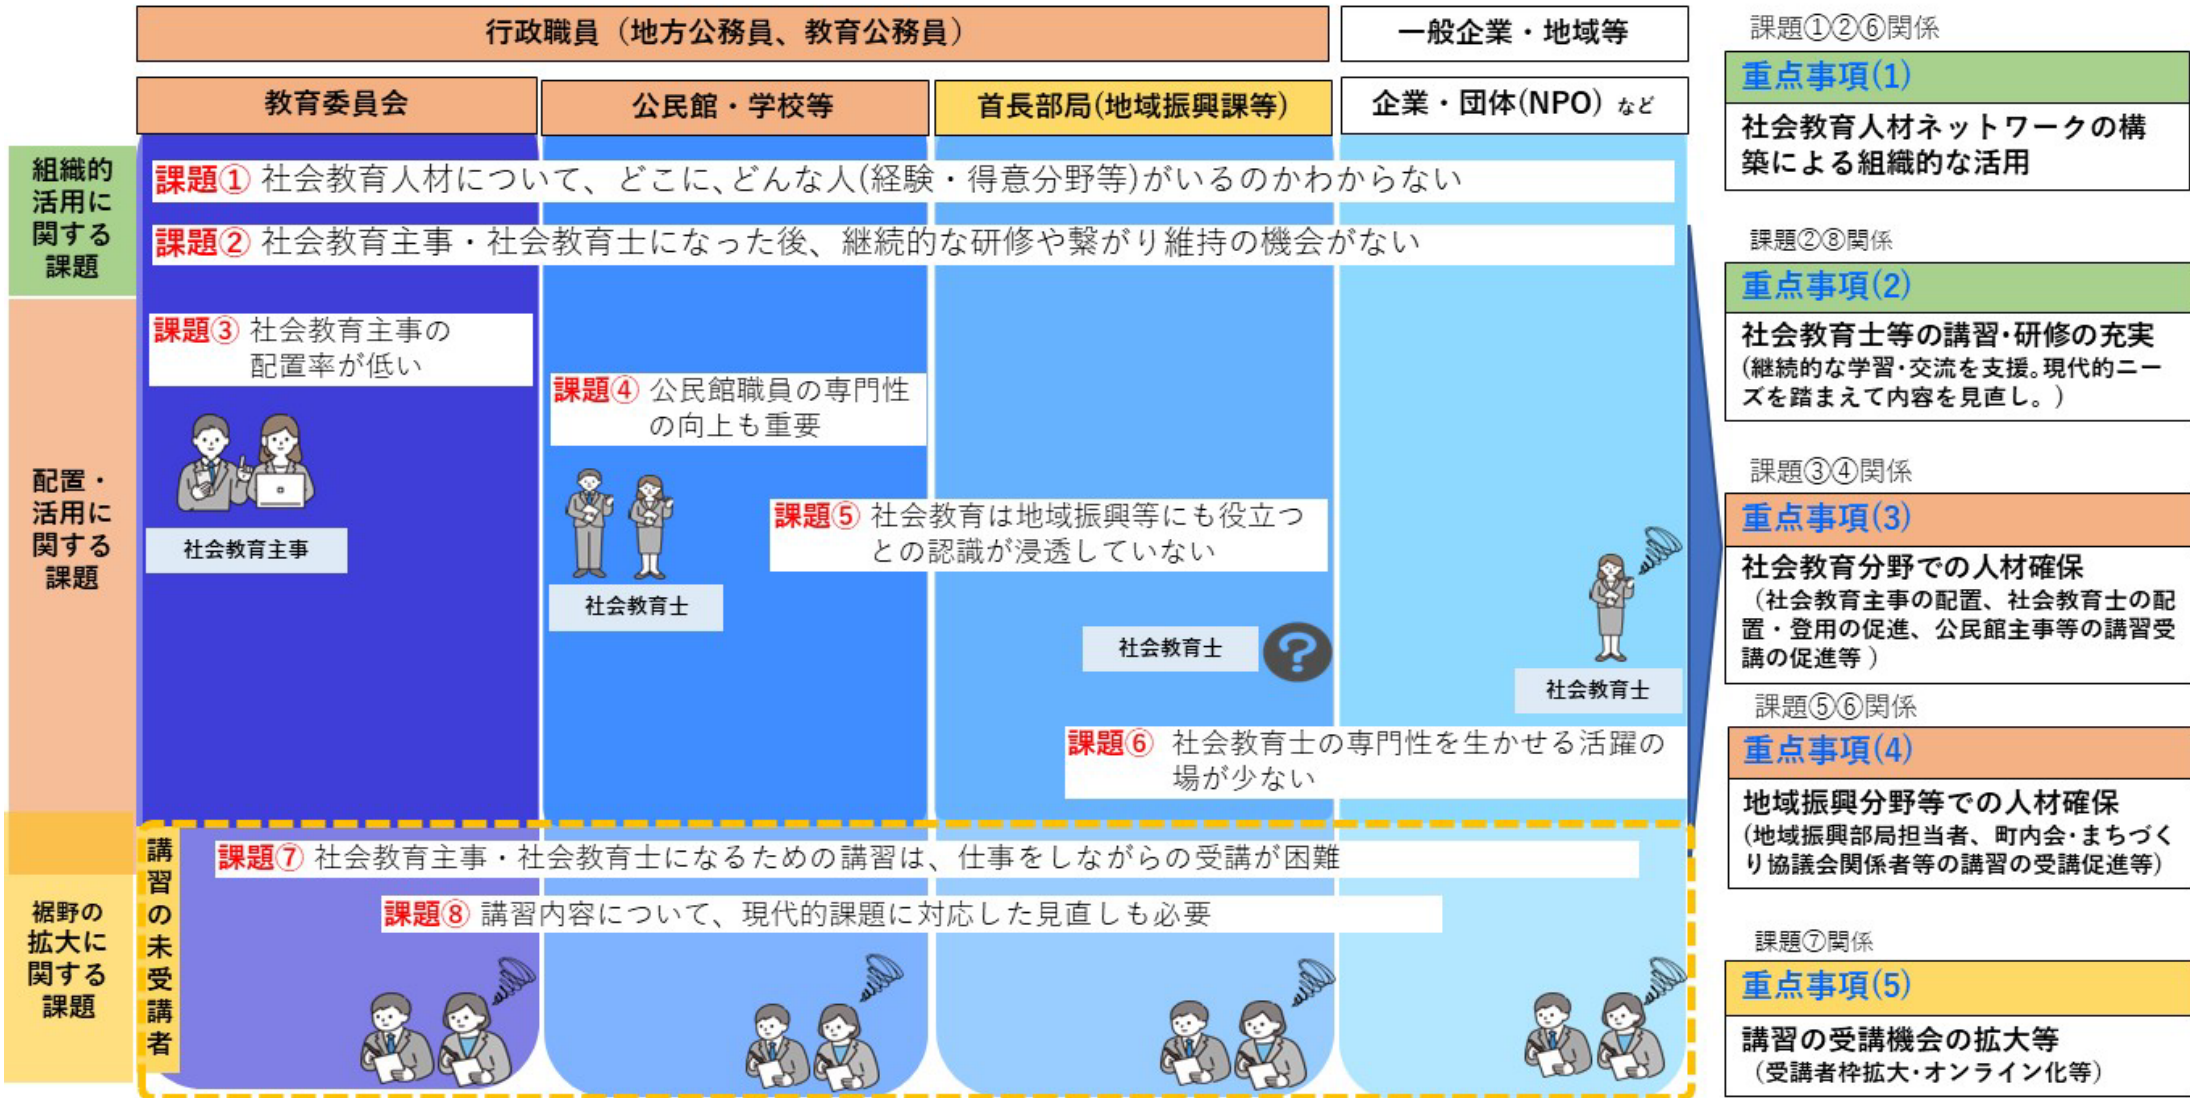 行政職員（地方公務員、教育公務員）
一般企業・地域等
教育委員会
公民館・学校等
首長部局(地域振興課等)
企業・団体(NPO) など
組織的
活用に
関する
課題
課題① 社会教育人材について、どこに、どんな人(経験・得意分野等)がいるのかわからない
課題② 社会教育主事・社会教育士になった後、継続的な研修や繋がり維持の機会がない
配置・
活用に
関する
課題
課題③ 社会教育主事の
配置率が低い
社会教育主事
課題④ 公民館職員の専門性
の向上も重要
社会教育士
課題⑤ 社会教育は地域振興等にも役立つ
との認識が浸透していない
社会教育士
?
社会教育士
課題⑥ 社会教育士の専門性を生かせる活躍の
場が少ない
裾野の
拡大に
関する
課題
講習の未受講者
課題⑦ 社会教育主事・社会教育士になるための講習は、仕事をしながらの受講が困難
課題⑧ 講習内容について、現代的課題に対応した見直しも必要
課題①②⑥関係
重点事項(1)
社会教育人材ネットワークの構
築による組織的な活用
課題②⑧関係
重点事項(2)
社会教育士等の講習・研修の充実
(継続的な学習・交流を支援。現代的ニー
ズを踏まえて内容を見直し。)
課題③④関係
重点事項(3)
社会教育分野での人材確保
（社会教育主事の配置、社会教育士の配
置・登用の促進、公民館主事等の講習受
講の促進等 )
課題⑤⑥関係
重点事項(4)
地域振興分野等での人材確保
(地域振興部局担当者、町内会・まちづく
り協議会関係者等の講習の受講促進等)
課題⑦関係
重点事項(5)
講習の受講機会の拡大等
（受講者枠拡大・オンライン化等）